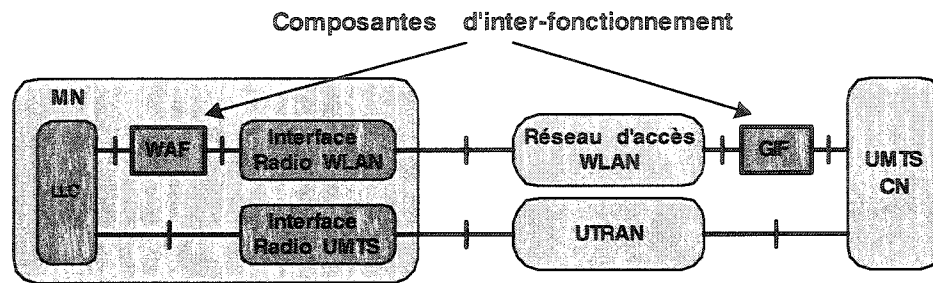 Composantes d'inter-fonctionnement
MN
LLC
WAF
Interface
Radio WLAN
Réseau d'accès
WLAN
GIF
UMTS
CN
Interface
Radio UMTS
UTRAN